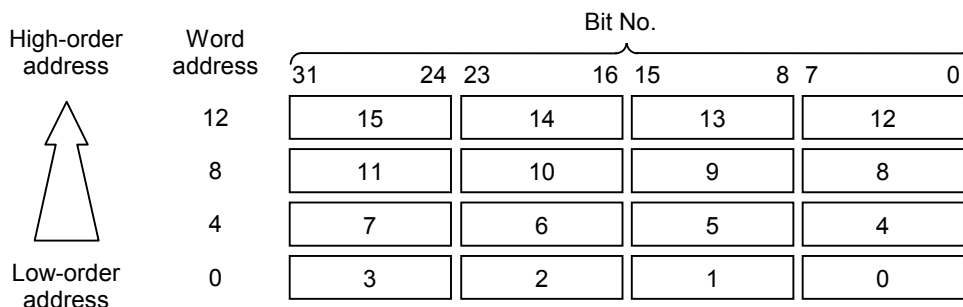 Bit No.
High-order
address
Word
address
31 24 23 16 15 8 7 0
12 15 14 13 12
8 11 10 9 8
4 7 6 5 4
Low-order
address
0 3 2 1 0